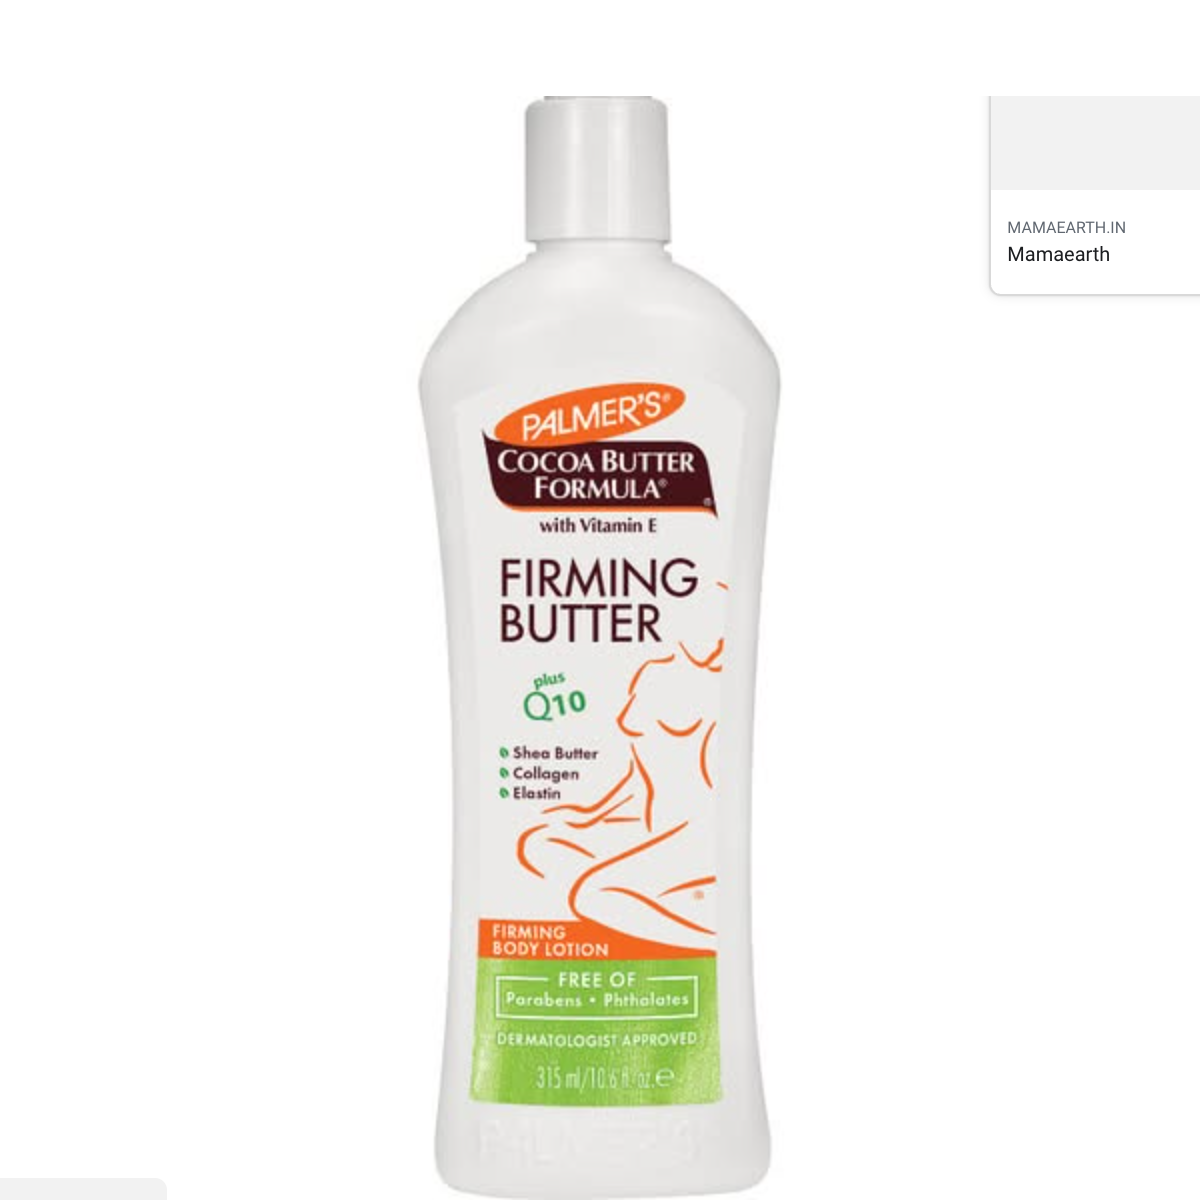 MAMAEARTH.IN
Mamaearth
PALMER'S®
COCOA BUTTER
FORMULA®
®
with Vitamin E
FIRMING
BUTTER
plus
Q10
Shea Butter
Collagen
Elastin
®
FIRMING
BODY LOTION
FREE OF
Parabens • Phthalates
DERMATOLOGIST APPROVED
315 ml/10.6 fl. oz. ℮
PALMER'S